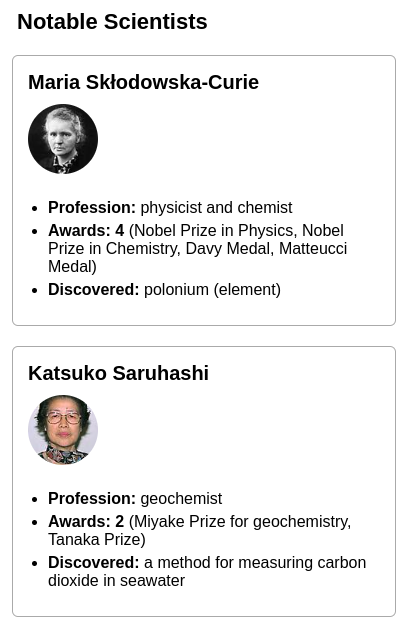 Notable Scientists
Maria Skłodowska-Curie
Profession: physicist and chemist
Awards: 4 (Nobel Prize in Physics, Nobel
Prize in Chemistry, Davy Medal, Matteucci
Medal)
Discovered: polonium (element)
Katsuko Saruhashi
Profession: geochemist
Awards: 2 (Miyake Prize for geochemistry,
Tanaka Prize)
Discovered: a method for measuring carbon
dioxide in seawater